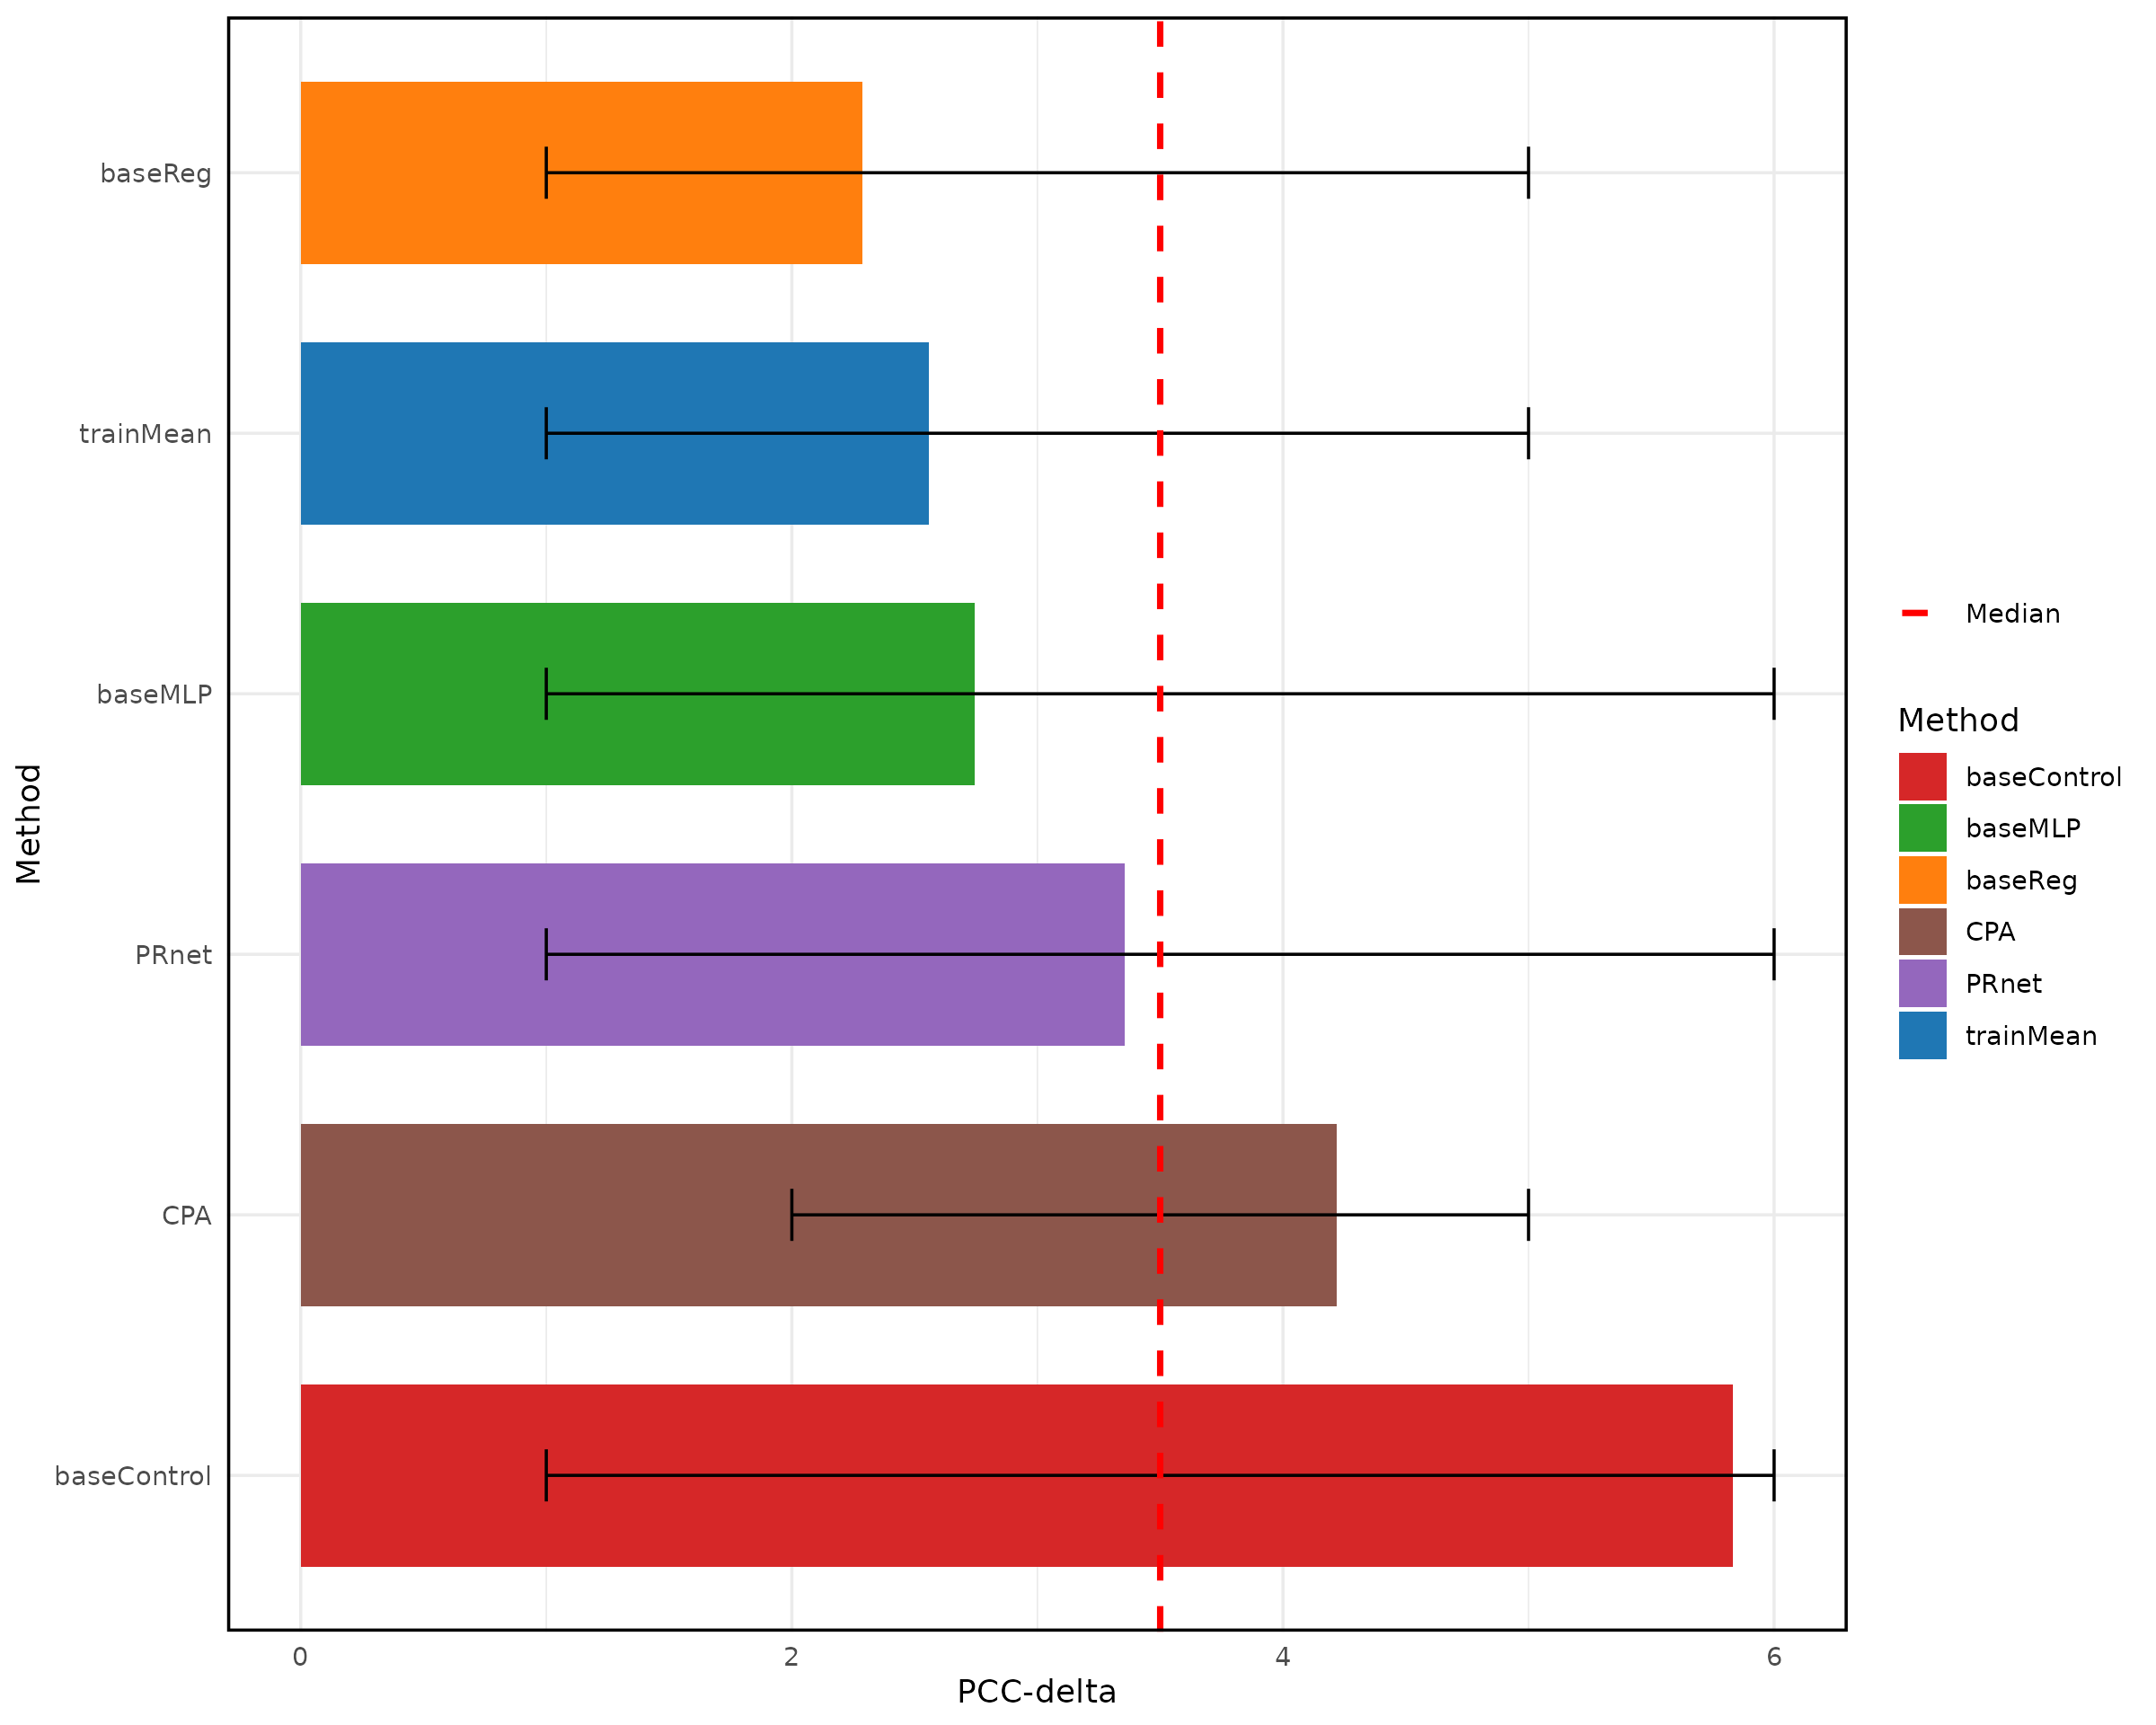 baseReg
trainMean
baseMLP
PRnet
CPA
baseControl
Method
0 2 4 6
PCC-delta
Median
Method
baseControl
baseMLP
baseReg
CPA
PRnet
trainMean